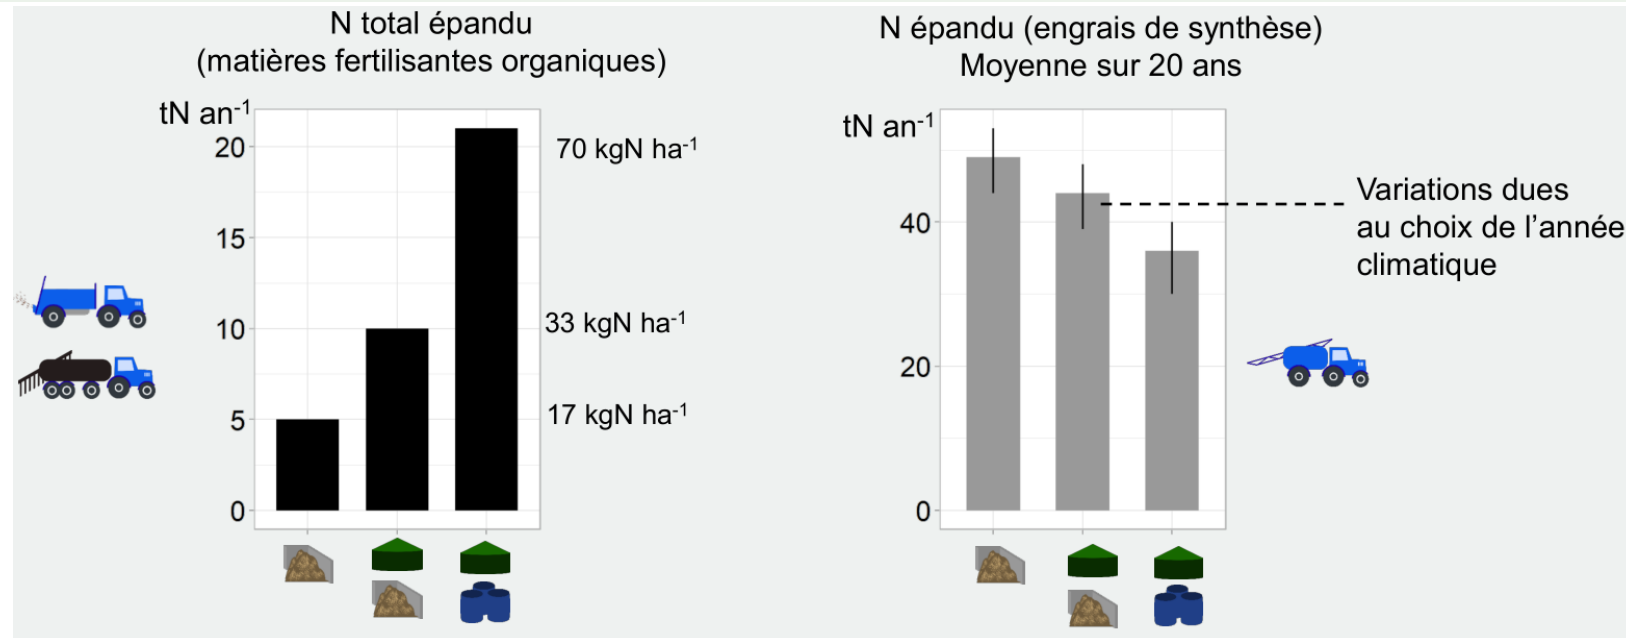 N total épandu
(matières fertilisantes organiques)
tN an⁻¹
20
15
10
5
0
70 kgN ha⁻¹
33 kgN ha⁻¹
17 kgN ha⁻¹
N épandu (engrais de synthèse)
Moyenne sur 20 ans
tN an⁻¹
40
20
0
Variations dues
au choix de l’année
climatique